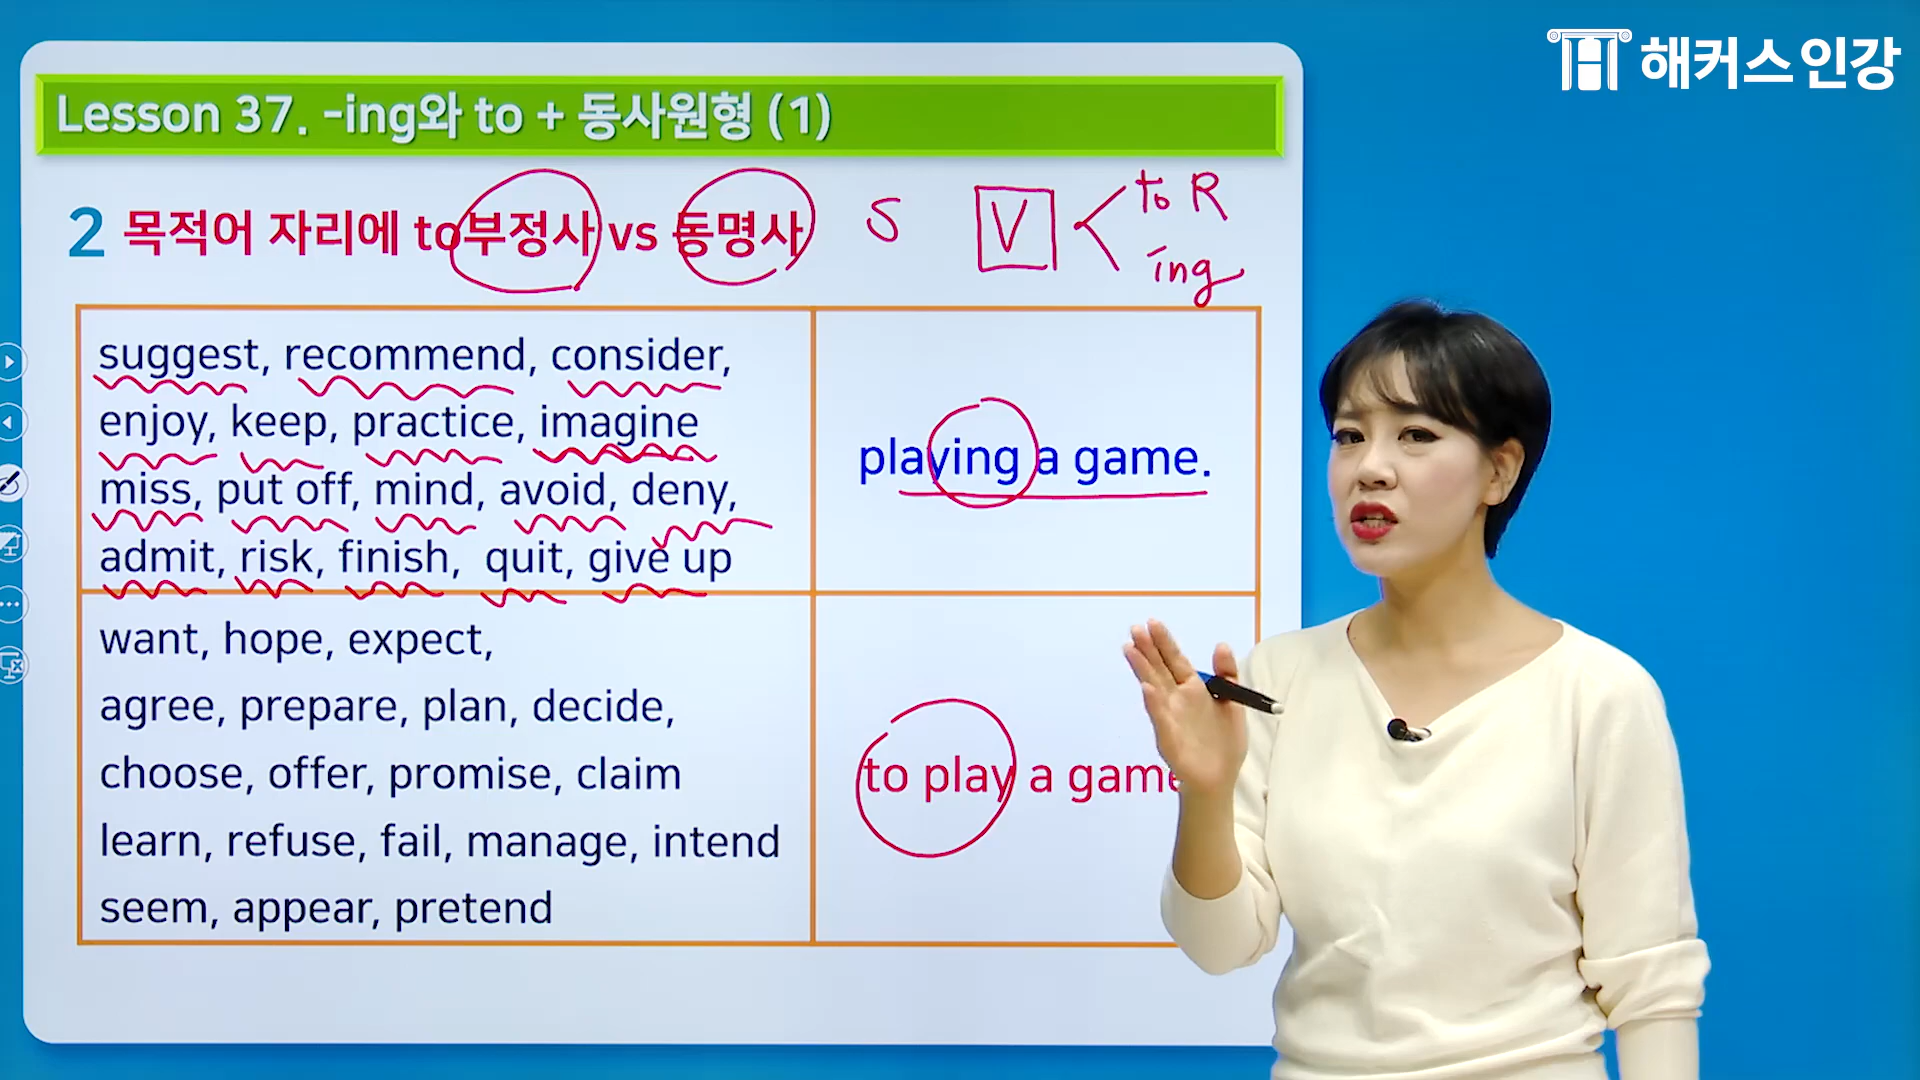 해커스인강
Lesson 37. -ing와 to + 동사원형 (1)
2 목적어 자리에 to부정사 vs 동명사
S V to R
ing
suggest, recommend, consider,
enjoy, keep, practice, imagine
miss, put off, mind, avoid, deny,
admit, risk, finish, quit, give up
playing a game.
want, hope, expect,
agree, prepare, plan, decide,
choose, offer, promise, claim
learn, refuse, fail, manage, intend
seem, appear, pretend
to play a game